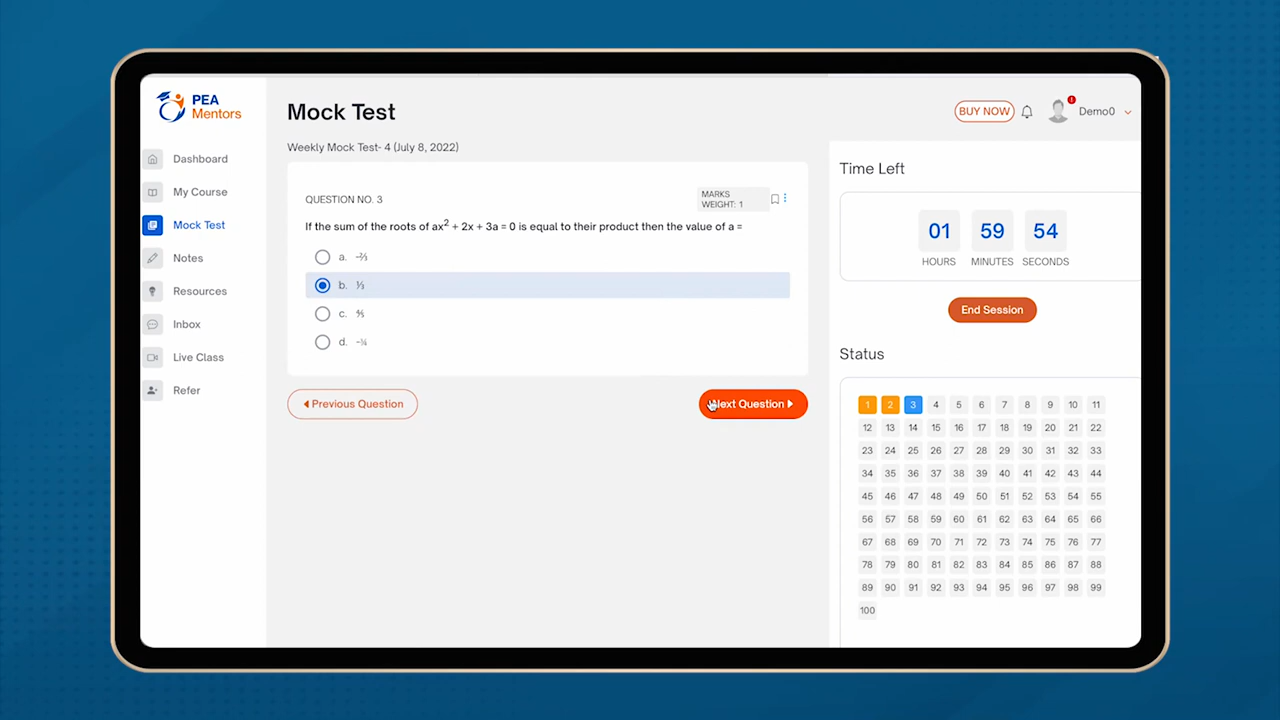 PEA
Mentors
Dashboard
My Course
Mock Test
Notes
Resources
Inbox
Live Class
Refer
Mock Test
BUY NOW
Demo0
Weekly Mock Test- 4 (July 8, 2022)
QUESTION NO. 3
MARKS
WEIGHT: 1
If the sum of the roots of ax² + 2x + 3a = 0 is equal to their product then the value of a =
a. -⅔
b. ⅓
c.
d. -¼
Previous Question
Next Question
Time Left
01 59 54
HOURS MINUTES SECONDS
End Session
Status
1 2 3 4 5 6 7 8 9 10 11
12 13 14 15 16 17 18 19 20 21 22
23 24 25 26 27 28 29 30 31 32 33
34 35 36 37 38 39 40 41 42 43 44
45 46 47 48 49 50 51 52 53 54 55
56 57 58 59 60 61 62 63 64 65 66
67 68 69 70 71 72 73 74 75 76 77
78 79 80 81 82 83 84 85 86 87 88
89 90 91 92 93 94 95 96 97 98 99
100